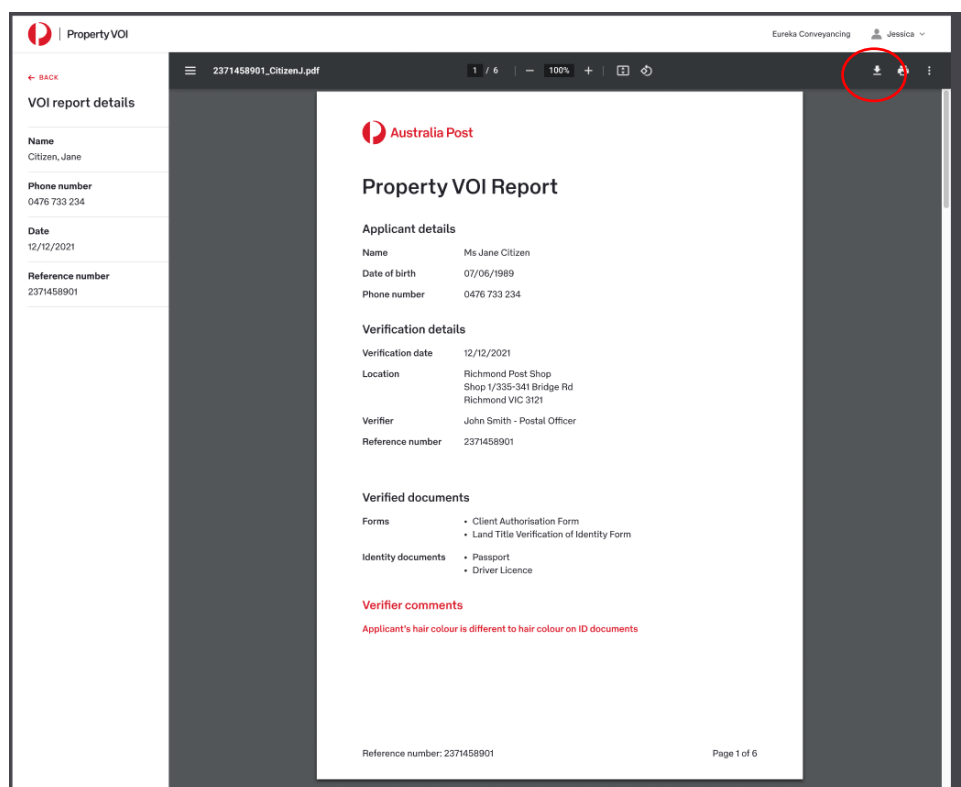 Property VOI
Eureka Conveyancing
Jessica
← BACK
VOI report details
Name
Citizen, Jane
Phone number
0476 733 234
Date
12/12/2021
Reference number
2371458901
2371458901_CitizenJ.pdf
1 / 6
100%
Australia Post
Property VOI Report
Applicant details
Name Ms Jane Citizen
Date of birth 07/06/1989
Phone number 0476 733 234
Verification details
Verification date 12/12/2021
Location Richmond Post Shop
Shop 1/335-341 Bridge Rd
Richmond VIC 3121
Verifier John Smith - Postal Officer
Reference number 2371458901
Verified documents
Forms • Client Authorisation Form
• Land Title Verification of Identity Form
Identity documents • Passport
• Driver Licence
Verifier comments
Applicant's hair colour is different to hair colour on ID documents
Reference number: 2371458901 Page 1 of 6